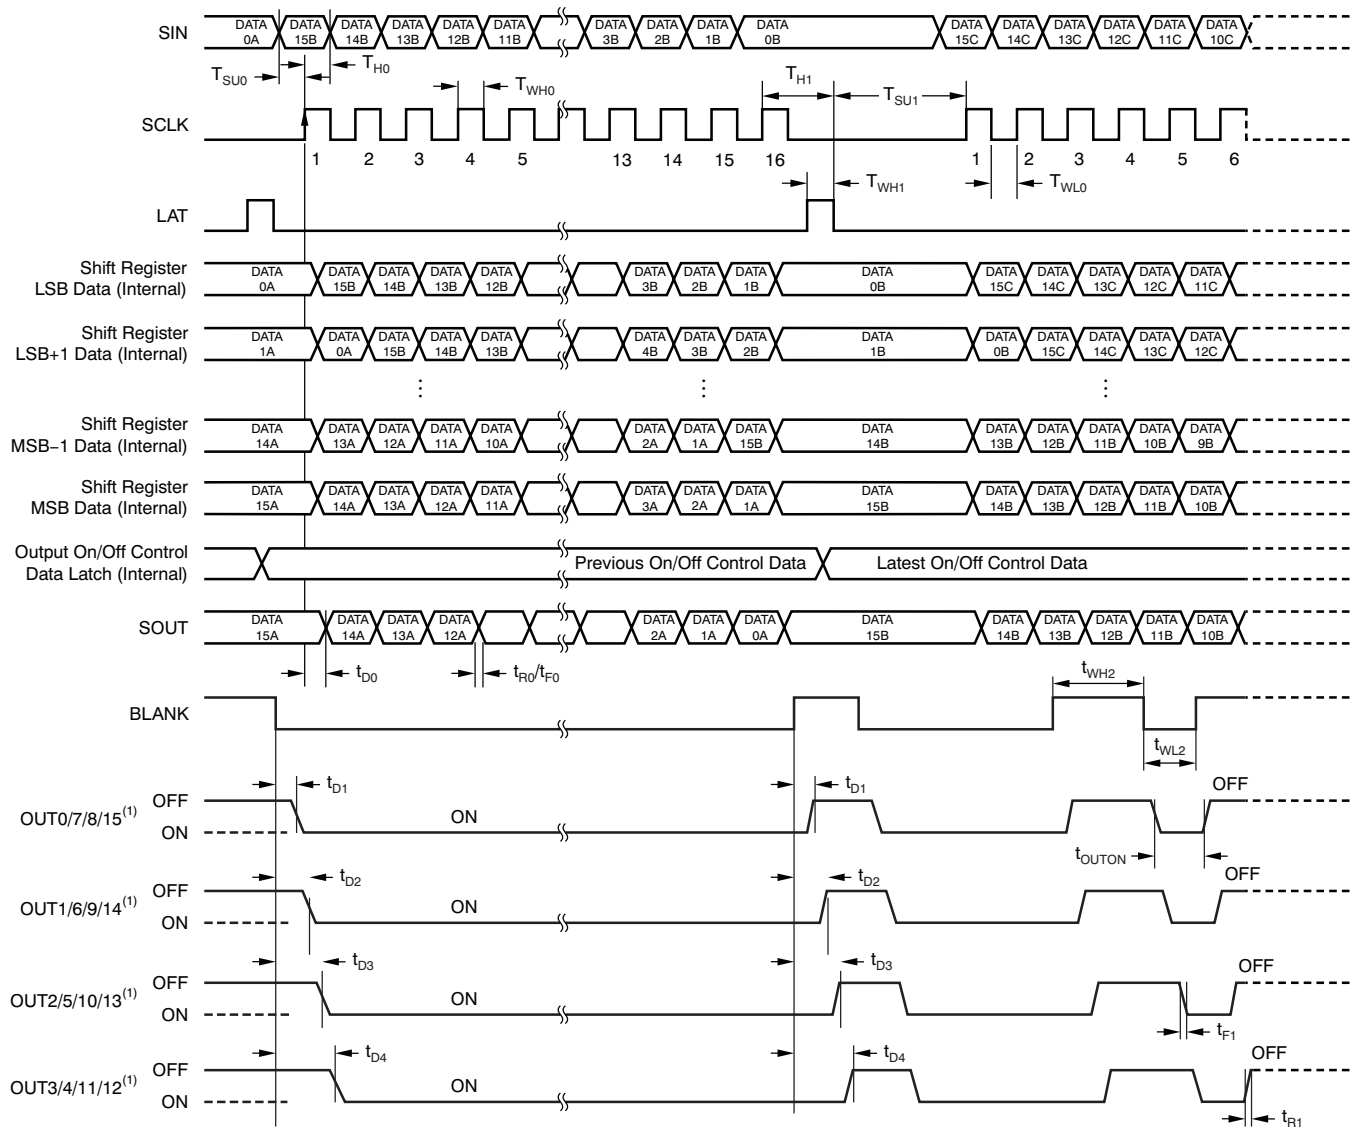 SIN DATA 0A DATA 15B DATA 14B DATA 13B DATA 12B DATA 11B DATA 3B DATA 2B DATA 1B DATA 0B DATA 15C DATA 14C DATA 13C DATA 12C DATA 11C DATA 10C
TSU0 TH0 TWH0 TH1 TSU1
SCLK
1 2 3 4 5 13 14 15 16 1 2 3 4 5 6
TWH1 TWL0
LAT
Shift Register
LSB Data (Internal) DATA 0A DATA 15B DATA 14B DATA 13B DATA 12B DATA 3B DATA 2B DATA 1B DATA 0B DATA 15C DATA 14C DATA 13C DATA 12C DATA 11C
Shift Register
LSB+1 Data (Internal) DATA 1A DATA 0A DATA 15B DATA 14B DATA 13B DATA 4B DATA 3B DATA 2B DATA 1B DATA 0B DATA 15C DATA 14C DATA 13C DATA 12C
Shift Register
MSB−1 Data (Internal) DATA 14A DATA 13A DATA 12A DATA 11A DATA 10A DATA 2A DATA 1A DATA 15B DATA 14B DATA 13B DATA 12B DATA 11B DATA 10B DATA 9B
Shift Register
MSB Data (Internal) DATA 15A DATA 14A DATA 13A DATA 12A DATA 11A DATA 3A DATA 2A DATA 1A DATA 15B DATA 14B DATA 13B DATA 12B DATA 11B DATA 10B
Output On/Off Control
Data Latch (Internal) Previous On/Off Control Data Latest On/Off Control Data
SOUT DATA 15A DATA 14A DATA 13A DATA 12A DATA 2A DATA 1A DATA 0A DATA 15B DATA 14B DATA 13B DATA 12B DATA 11B DATA 10B
tD0 tR0/tF0 tWH2
BLANK
tWL2
tD1 tD1
OUT0/7/8/15(1) OFF ON ON OFF
tOUTON
tD2 tD2
OUT1/6/9/14(1) OFF ON ON OFF
tD3 tD3
OUT2/5/10/13(1) OFF ON ON OFF
tF1
tD4 tD4
OUT3/4/11/12(1) OFF ON ON OFF
tR1